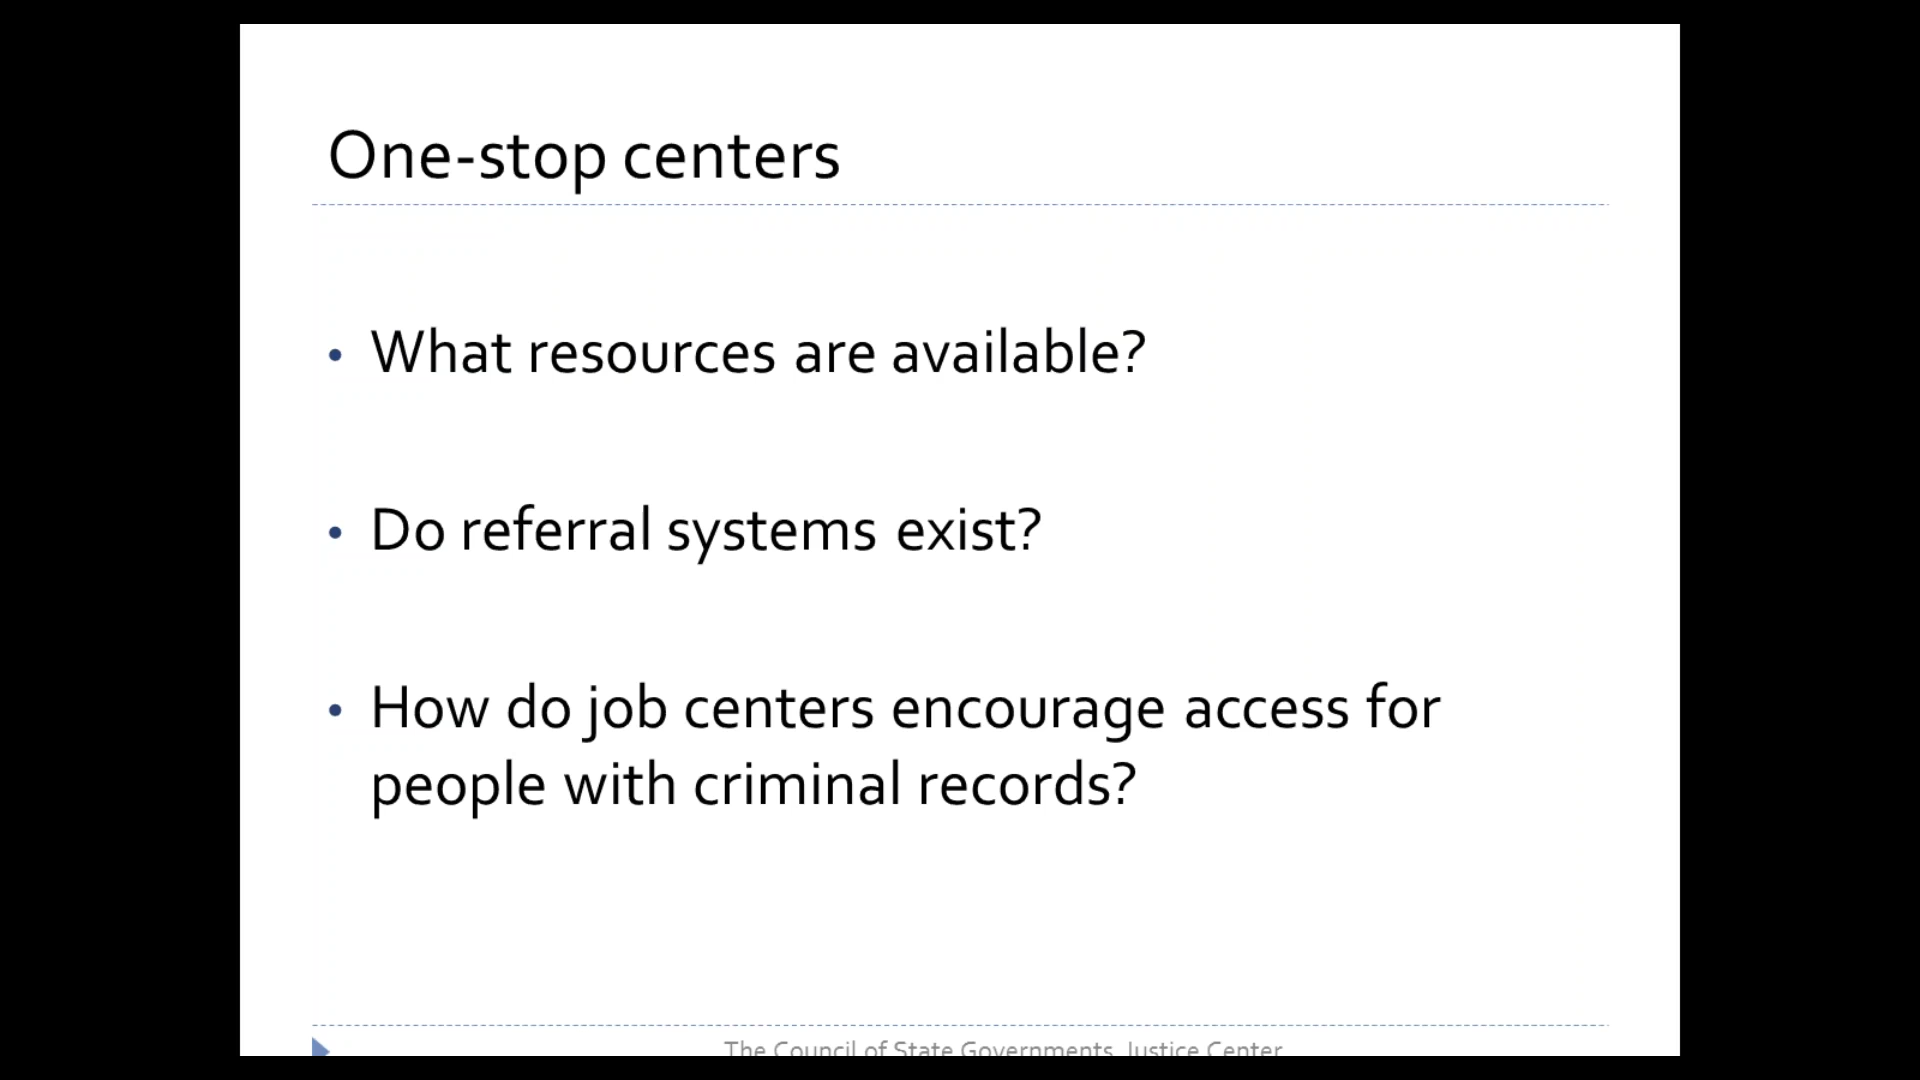 One-stop centers
• What resources are available?
• Do referral systems exist?
• How do job centers encourage access for
people with criminal records?
The Council of State Governments Justice Center